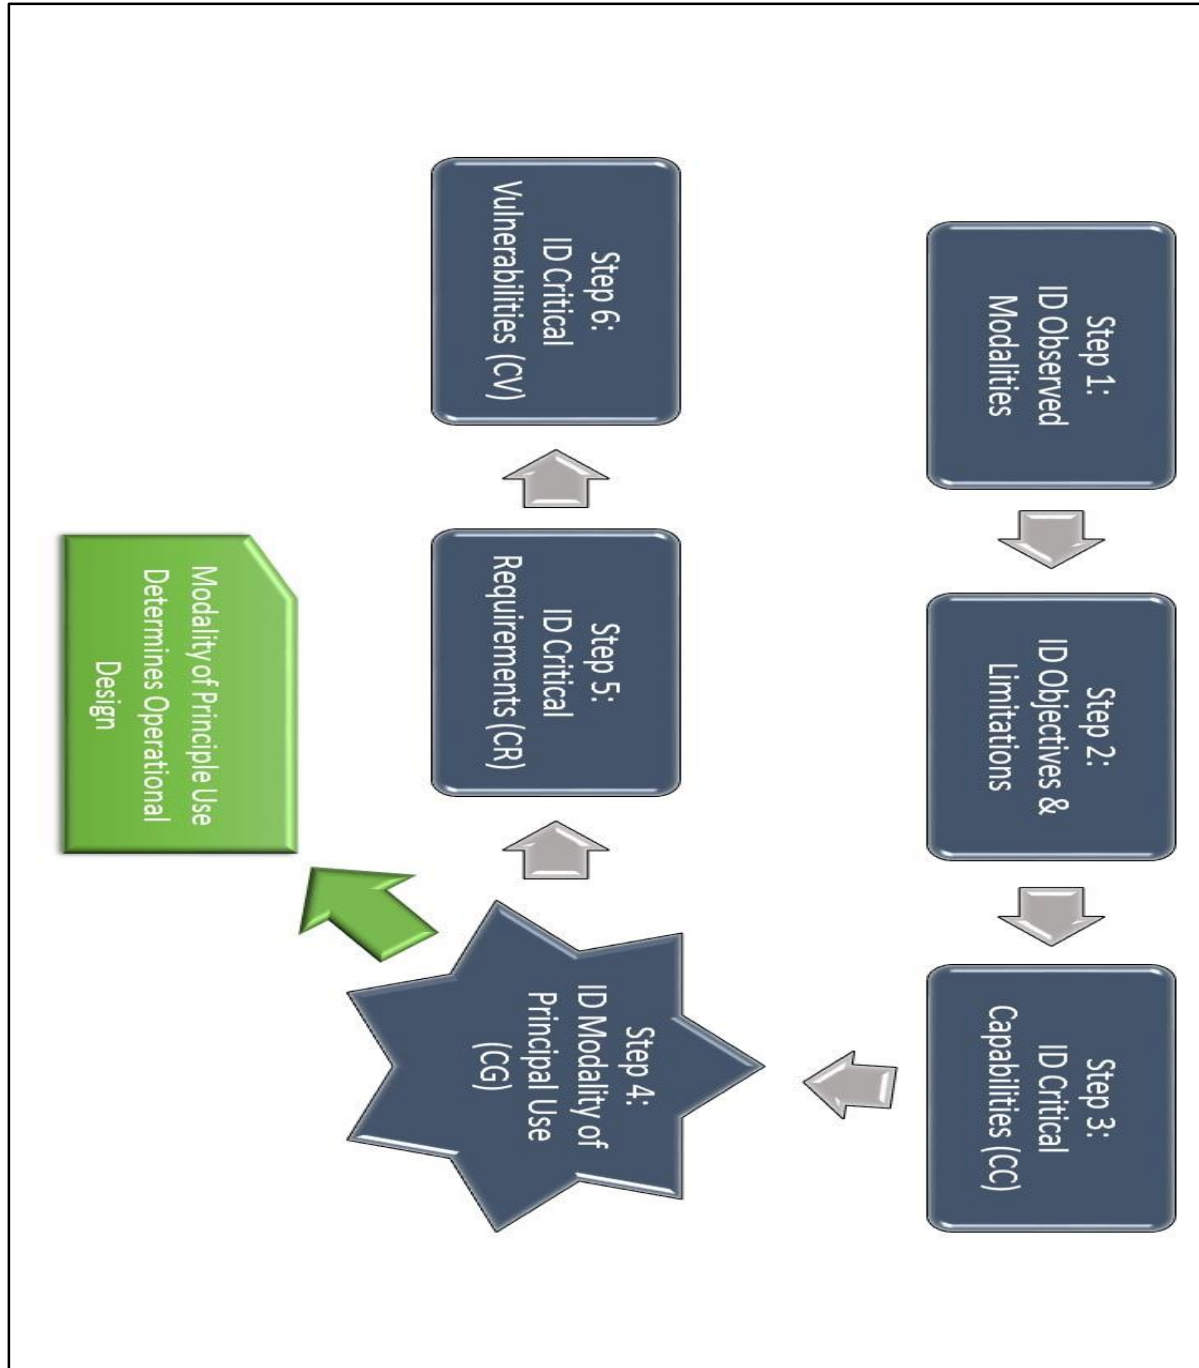 Step 1:
ID Observed
Modalities
Step 2:
ID Objectives &
Limitations
Step 3:
ID Critical
Capabilities (CC)
Step 4:
ID Modality of
Principal Use
(CG)
Step 5:
ID Critical
Requirements (CR)
Step 6:
ID Critical
Vulnerabilities (CV)
Modality of Principle Use
Determines Operational
Design